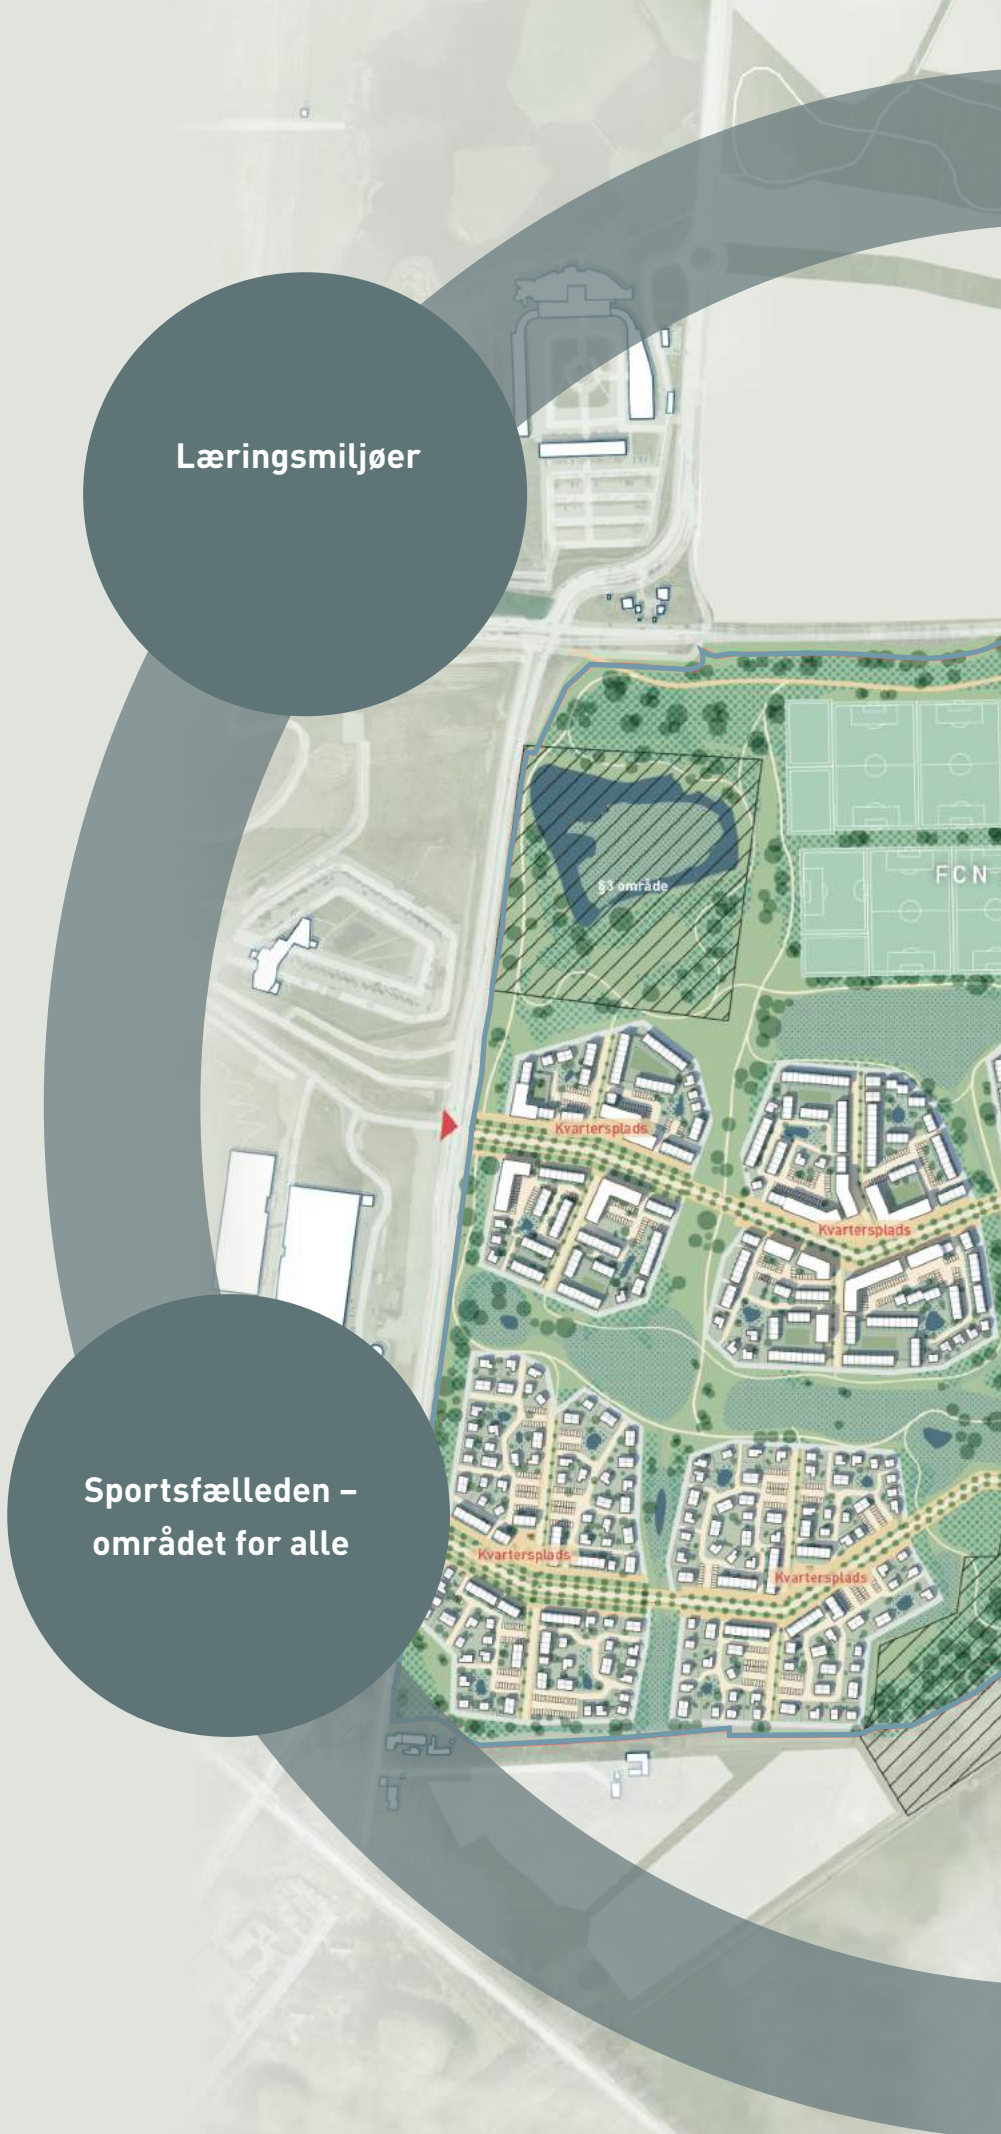 Læringsmiljøer
§3 område
FCN
Kvartersplads
Kvartersplads
Sportsfælleden –
området for alle
Kvartersplads
Kvartersplads